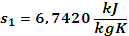 s₁ = 6,7420 kJ/kgK